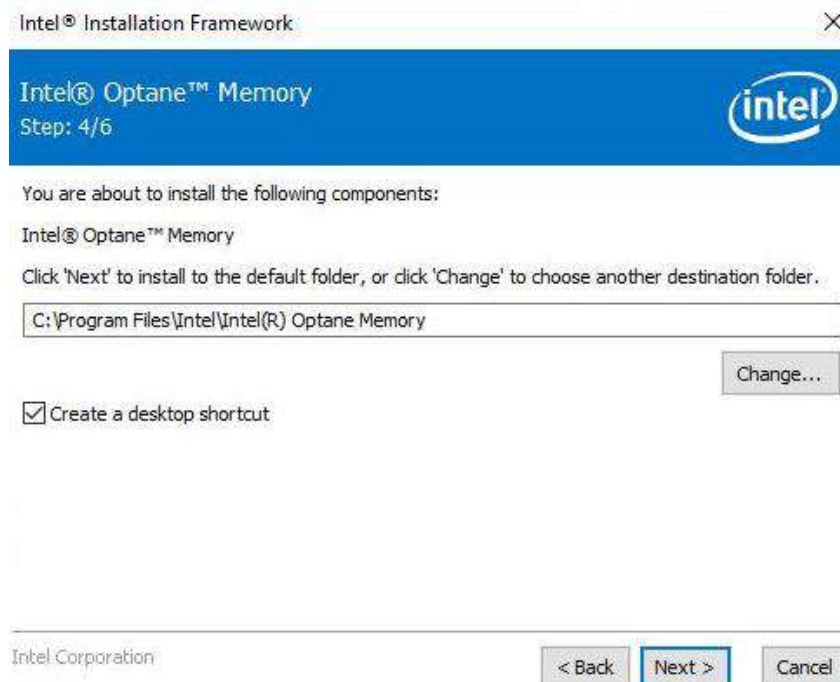 Intel® Installation Framework
Intel® Optane™ Memory
Step: 4/6
intel
You are about to install the following components:
Intel® Optane™ Memory
Click 'Next' to install to the default folder, or click 'Change' to choose another destination folder.
C:\Program Files\Intel\Intel(R) Optane Memory
Change...
Create a desktop shortcut
Intel Corporation
< Back Next > Cancel